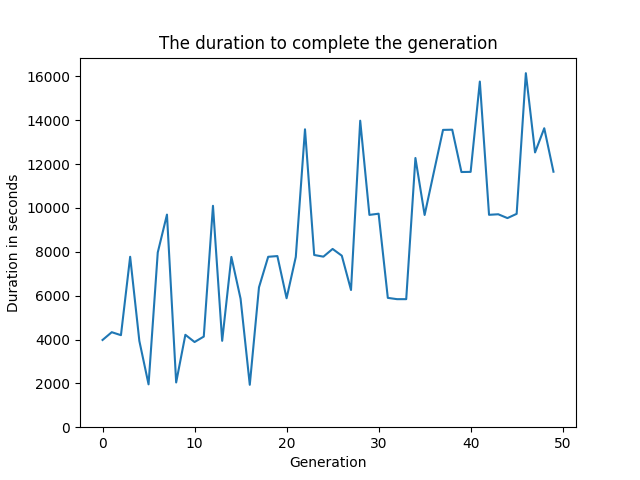 The duration to complete the generation
16000
14000
12000
10000
8000
6000
4000
2000
0
Duration in seconds
0 10 20 30 40 50
Generation